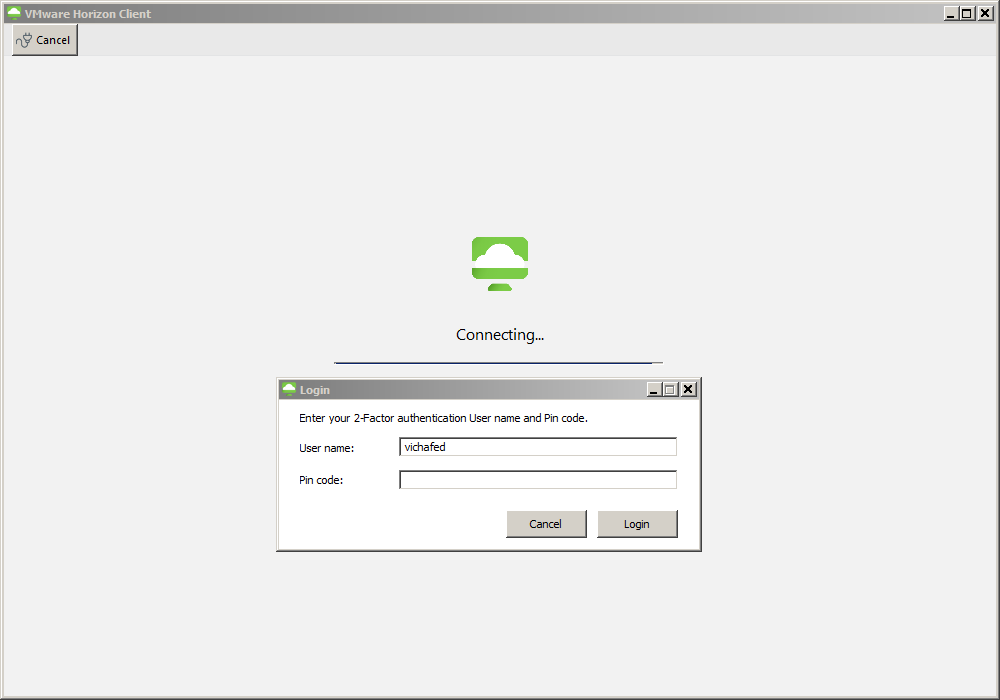 VMware Horizon Client
Cancel
Connecting...
Login
Enter your 2-Factor authentication User name and Pin code.
User name: vichafed
Pin code:
Cancel Login